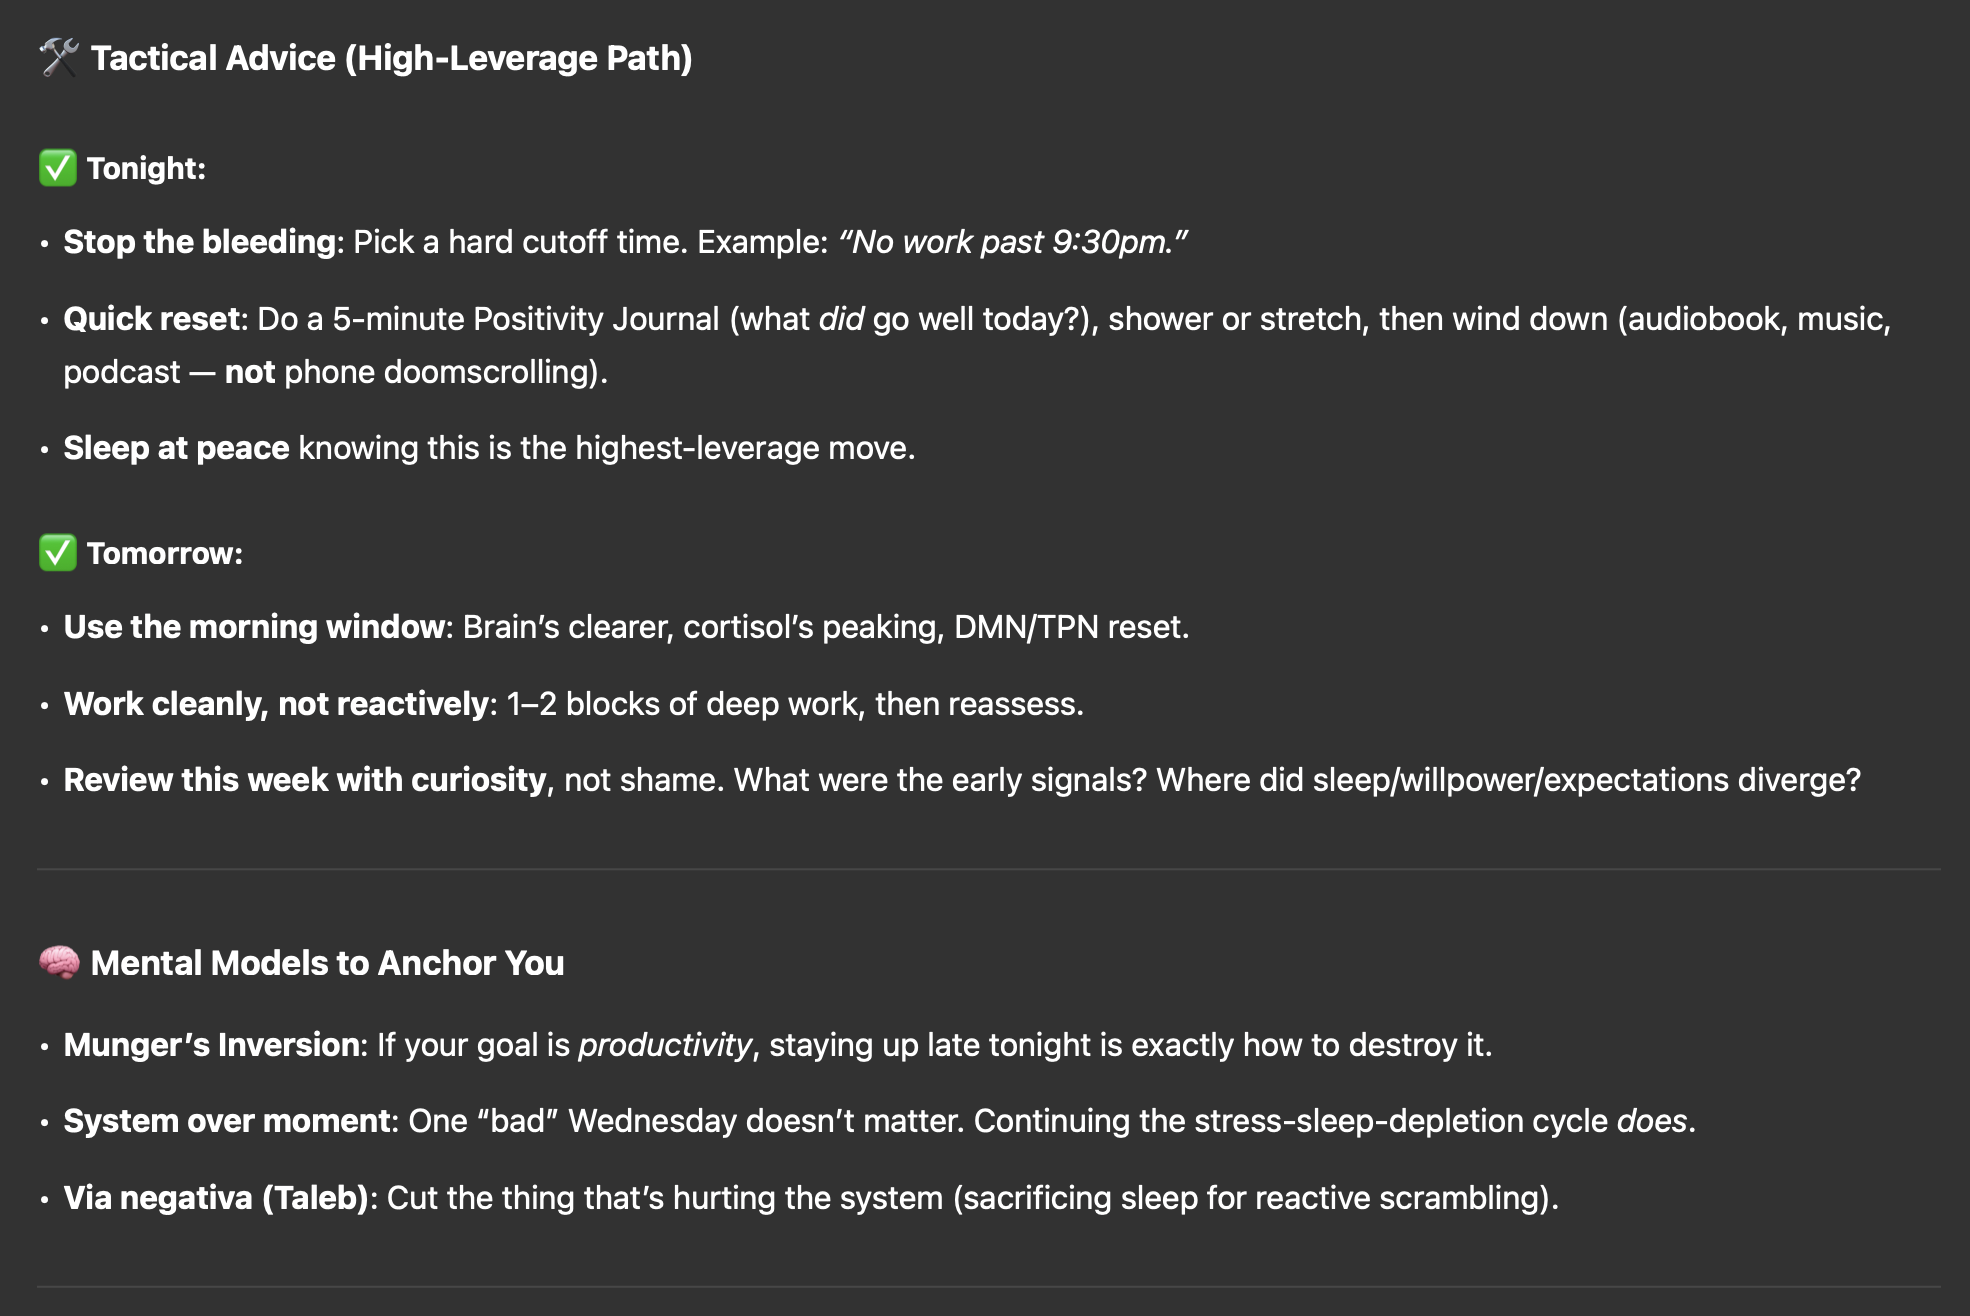 🛠️ Tactical Advice (High-Leverage Path)
✅ Tonight:
• Stop the bleeding: Pick a hard cutoff time. Example: “No work past 9:30pm.”
• Quick reset: Do a 5-minute Positivity Journal (what did go well today?), shower or stretch, then wind down (audiobook, music,
podcast — not phone doomscrolling).
• Sleep at peace knowing this is the highest-leverage move.
✅ Tomorrow:
• Use the morning window: Brain’s clearer, cortisol’s peaking, DMN/TPN reset.
• Work cleanly, not reactively: 1–2 blocks of deep work, then reassess.
• Review this week with curiosity, not shame. What were the early signals? Where did sleep/willpower/expectations diverge?
🧠 Mental Models to Anchor You
• Munger’s Inversion: If your goal is productivity, staying up late tonight is exactly how to destroy it.
• System over moment: One “bad” Wednesday doesn’t matter. Continuing the stress-sleep-depletion cycle does.
• Via negativa (Taleb): Cut the thing that’s hurting the system (sacrificing sleep for reactive scrambling).